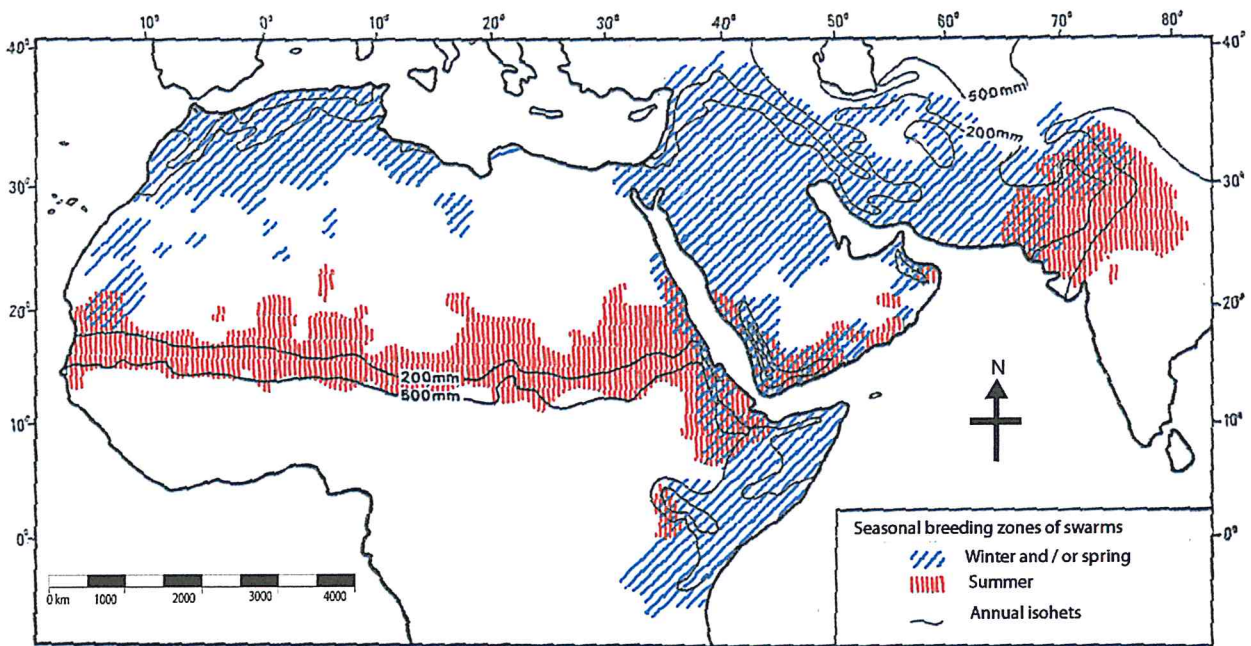 10° 0° 10° 20° 30° 40° 50° 60° 70° 80°
40° 40°
500mm
200mm
30° 30°
20° 20°
200mm
500mm
N
10° 10°
0° 0°
0 km 1000 2000 3000 4000
Seasonal breeding zones of swarms
Winter and / or spring
Summer
Annual isohets